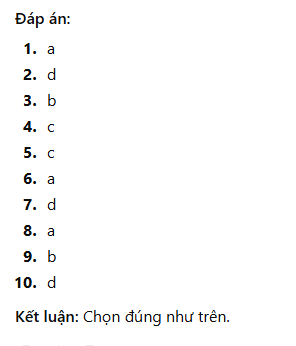 Đáp án:
1. a
2. d
3. b
4. c
5. c
6. a
7. d
8. a
9. b
10. d
Kết luận: Chọn đúng như trên.